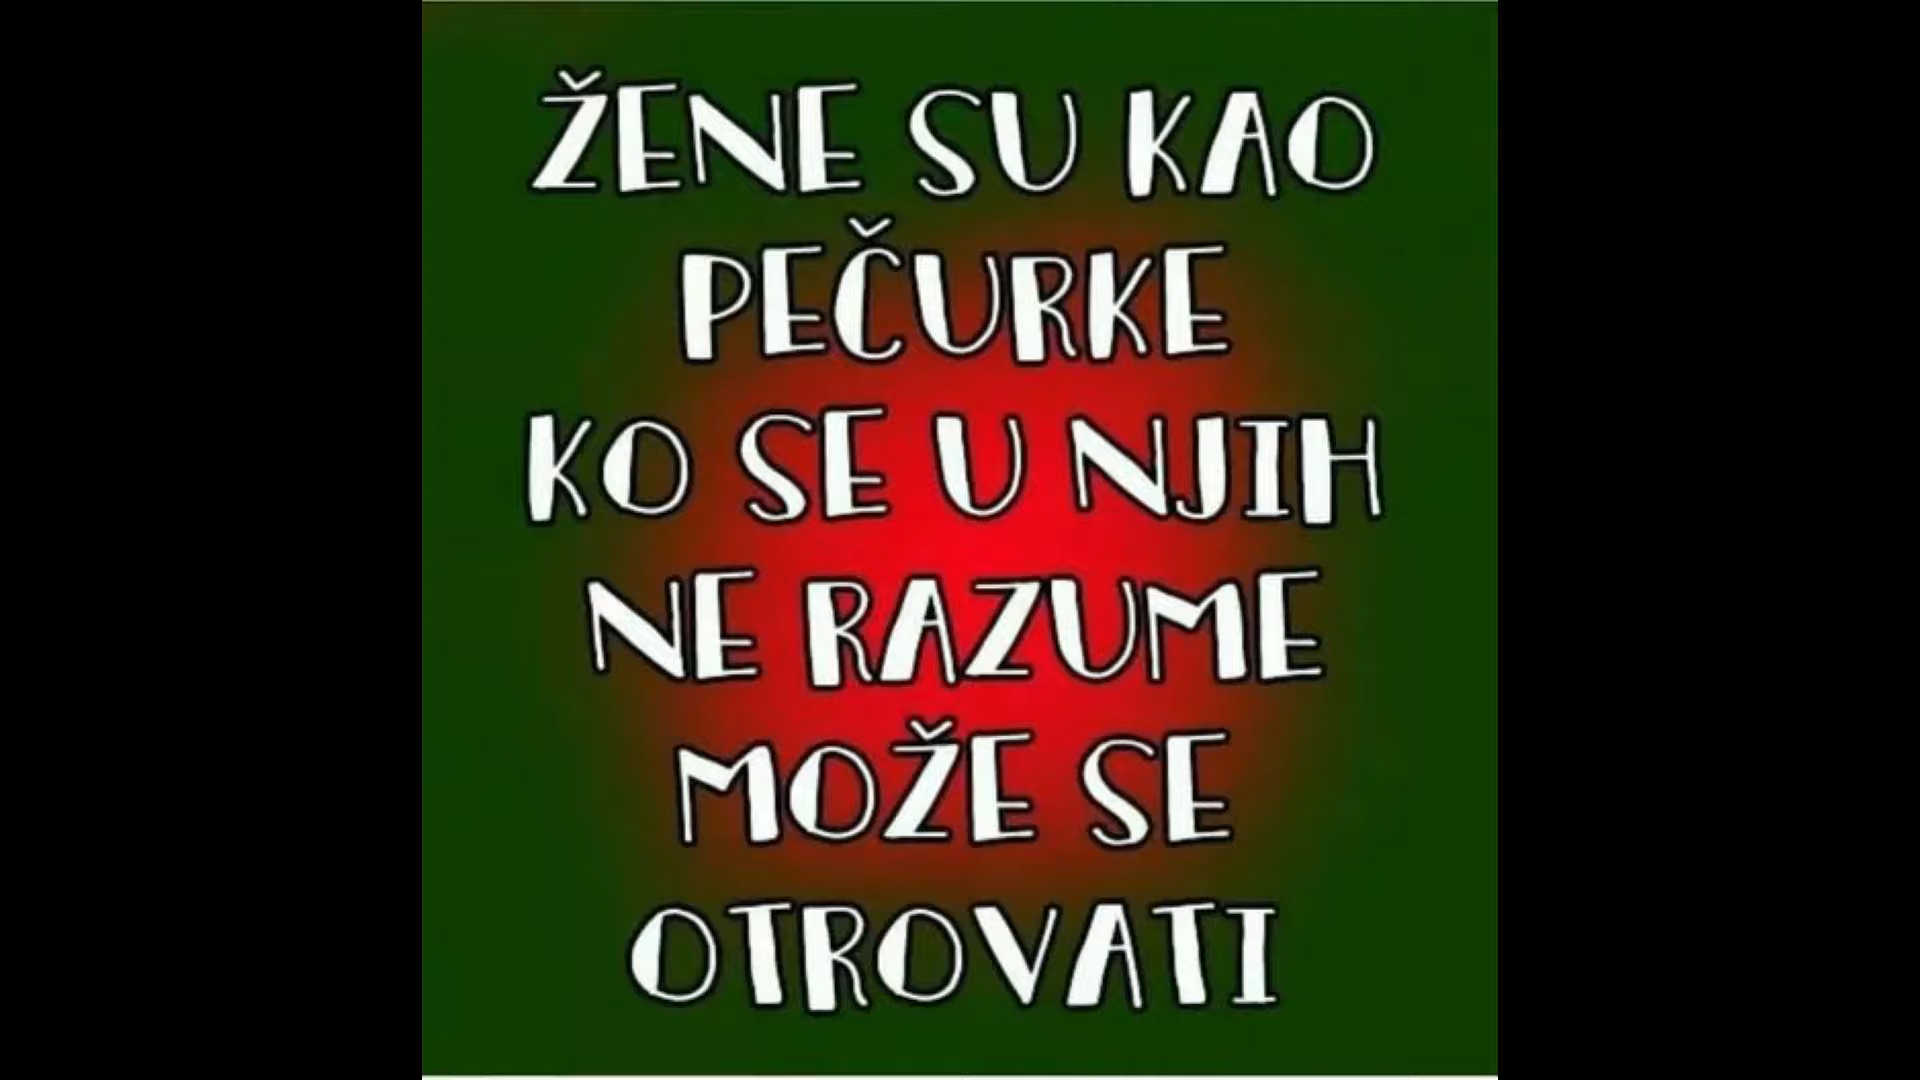 ŽENE SU KAO
PEČURKE
KO SE U NJIH
NE RAZUME
MOŽE SE
OTROVATI